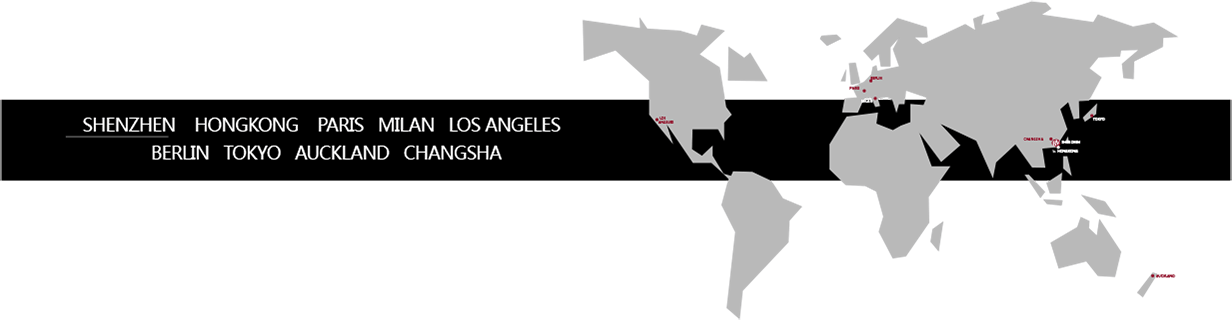 SHENZHEN HONGKONG PARIS MILAN LOS ANGELES
BERLIN TOKYO AUCKLAND CHANGSHA
BERLIN
PARIS
LOS
ANGELES
TOKYO
CHANGSHA
SHENZHEN
HONGKONG
AUCKLAND